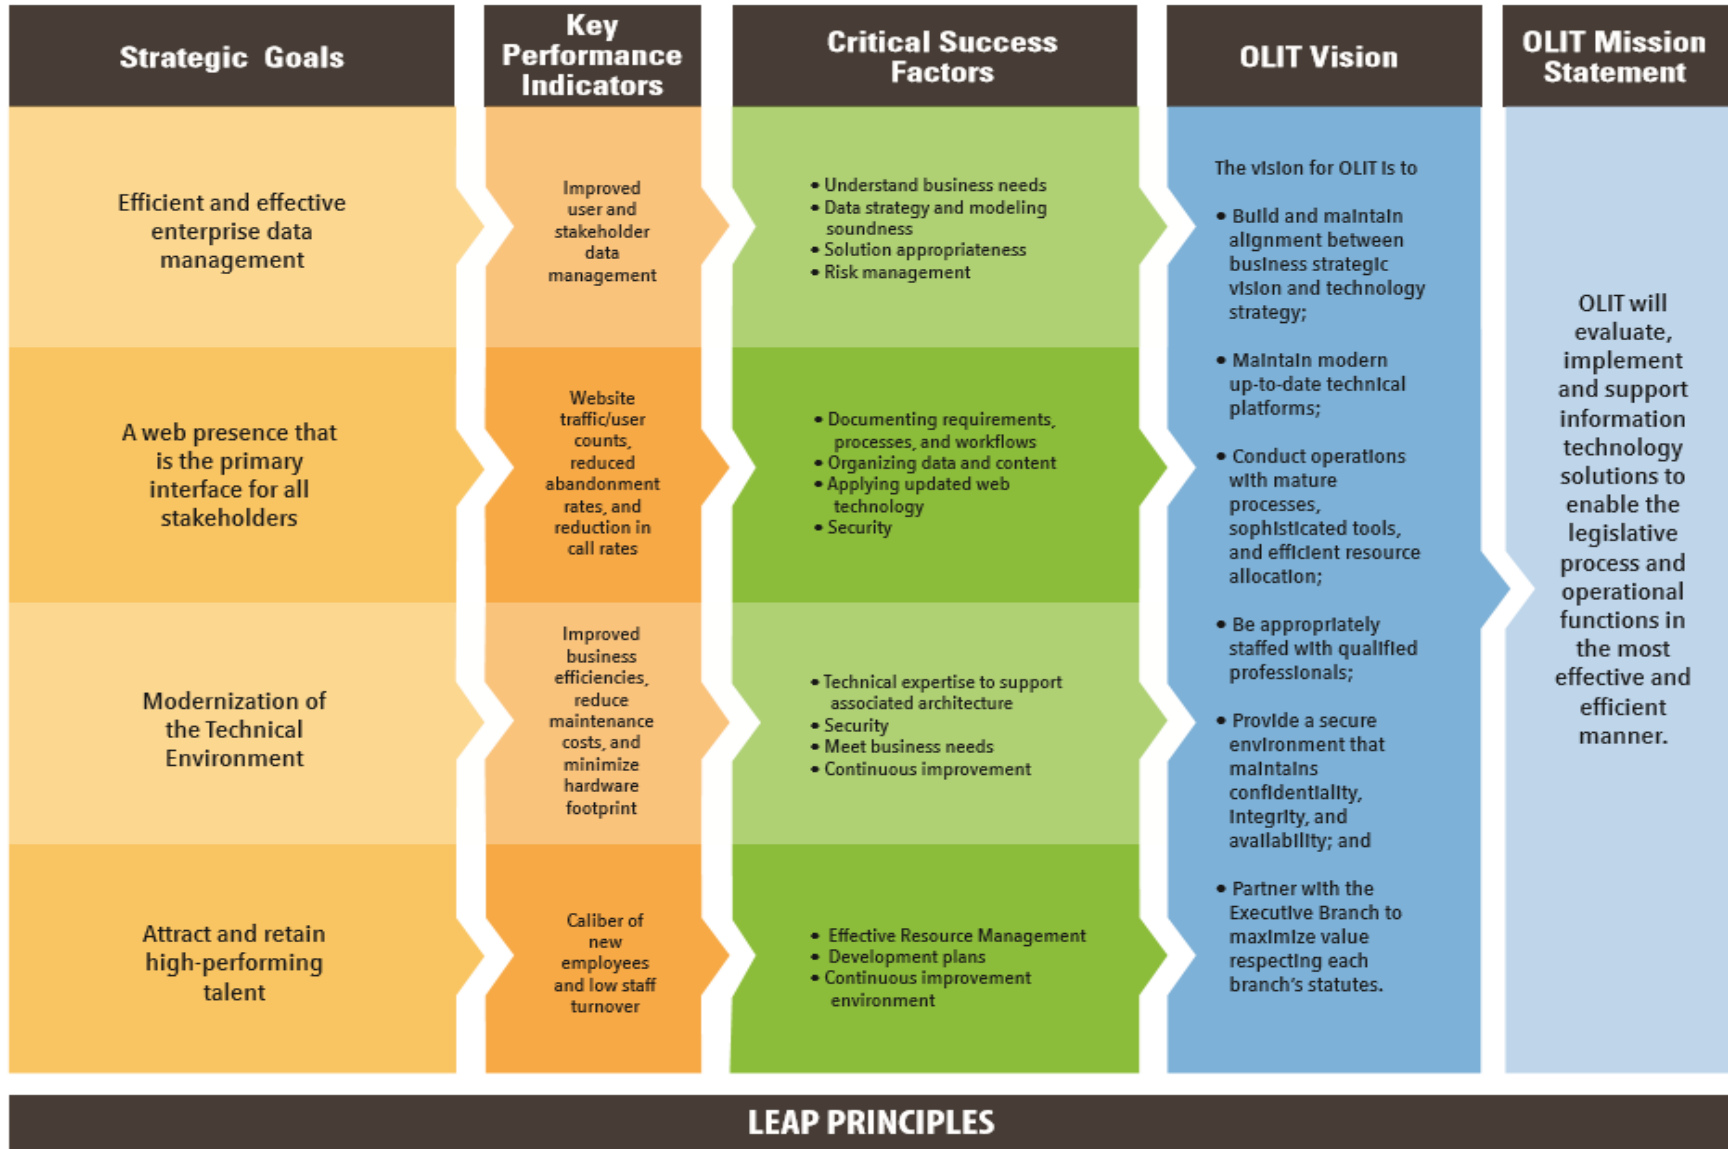 Strategic Goals
Key
Performance
Indicators
Critical Success
Factors
OLIT Vision
OLIT Mission
Statement
Efficient and effective
enterprise data
management
Improved
user and
stakeholder
data
management
• Understand business needs
• Data strategy and modeling
soundness
• Solution appropriateness
• Risk management
A web presence that
is the primary
interface for all
stakeholders
Website
traffic/user
counts,
reduced
abandonment
rates, and
reduction in
call rates
• Documenting requirements,
processes, and workflows
• Organizing data and content
• Applying updated web
technology
• Security
Modernization of
the Technical
Environment
Improved
business
efficiencies,
reduce
maintenance
costs, and
minimize
hardware
footprint
• Technical expertise to support
associated architecture
• Security
• Meet business needs
• Continuous improvement
Attract and retain
high-performing
talent
Caliber of
new
employees
and low staff
turnover
• Effective Resource Management
• Development plans
• Continuous improvement
environment
The vision for OLIT is to
• Build and maintain
alignment between
business strategic
vision and technology
strategy;
• Maintain modern
up-to-date technical
platforms;
• Conduct operations
with mature
processes,
sophisticated tools,
and efficient resource
allocation;
• Be appropriately
staffed with qualified
professionals;
• Provide a secure
environment that
maintains
confidentiality,
integrity, and
availability; and
• Partner with the
Executive Branch to
maximize value
respecting each
branch's statutes.
OLIT will
evaluate,
implement
and support
information
technology
solutions to
enable the
legislative
process and
operational
functions in
the most
effective and
efficient
manner.
LEAP PRINCIPLES